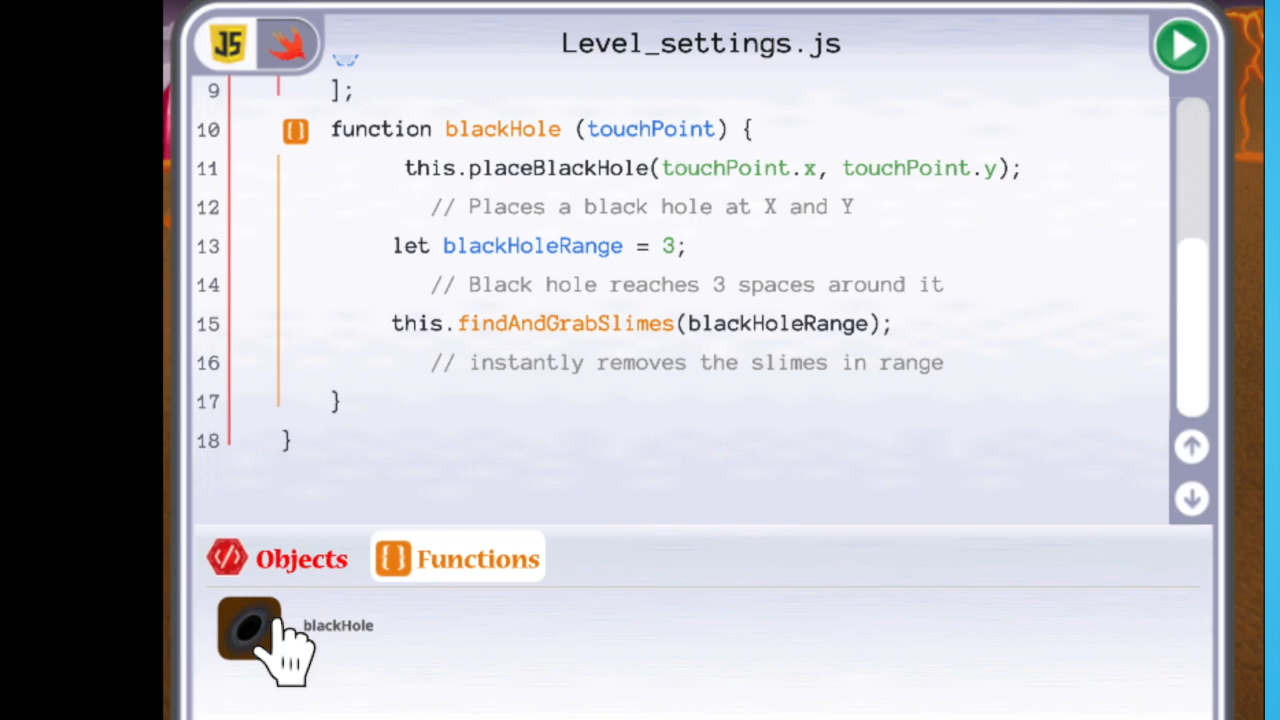 JS
Level_settings.js
9 ];
10 function blackHole (touchPoint) {
11 this.placeBlackHole(touchPoint.x, touchPoint.y);
12 // Places a black hole at X and Y
13 let blackHoleRange = 3;
14 // Black hole reaches 3 spaces around it
15 this.findAndGrabSlimes(blackHoleRange);
16 // instantly removes the slimes in range
17 }
18 }
</> Objects {} Functions
blackHole